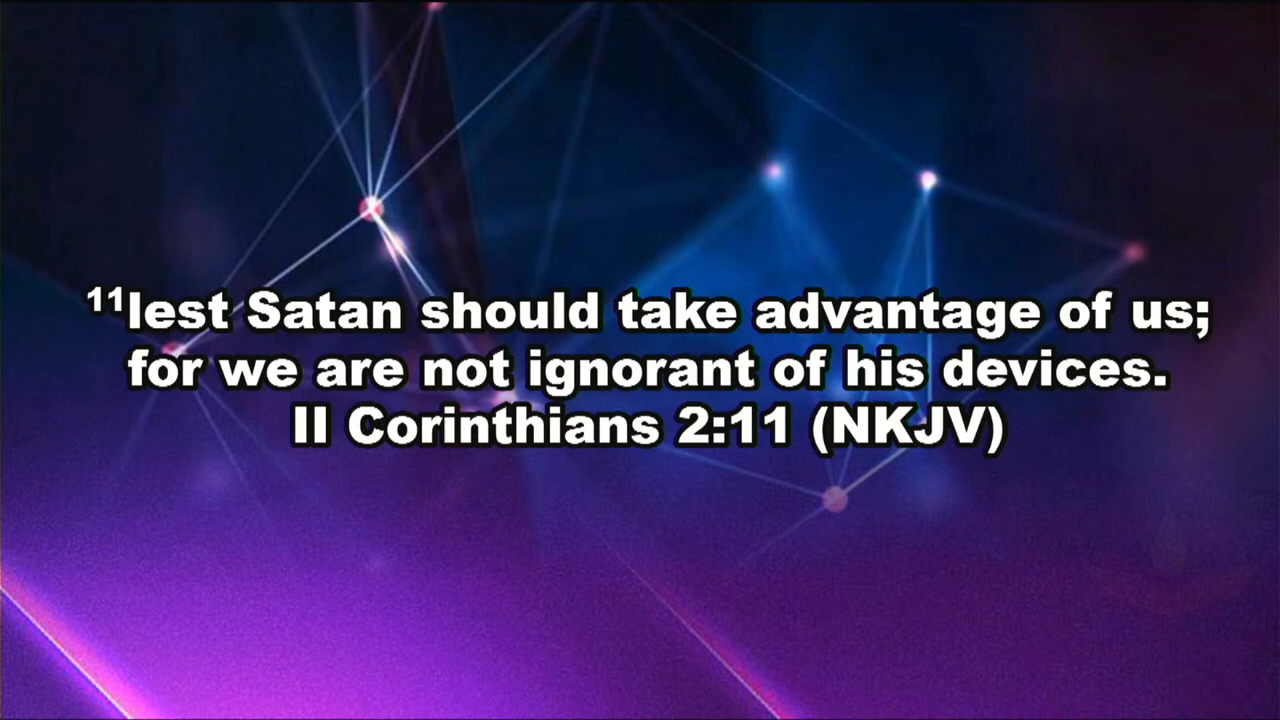 ¹¹lest Satan should take advantage of us;
for we are not ignorant of his devices.
II Corinthians 2:11 (NKJV)